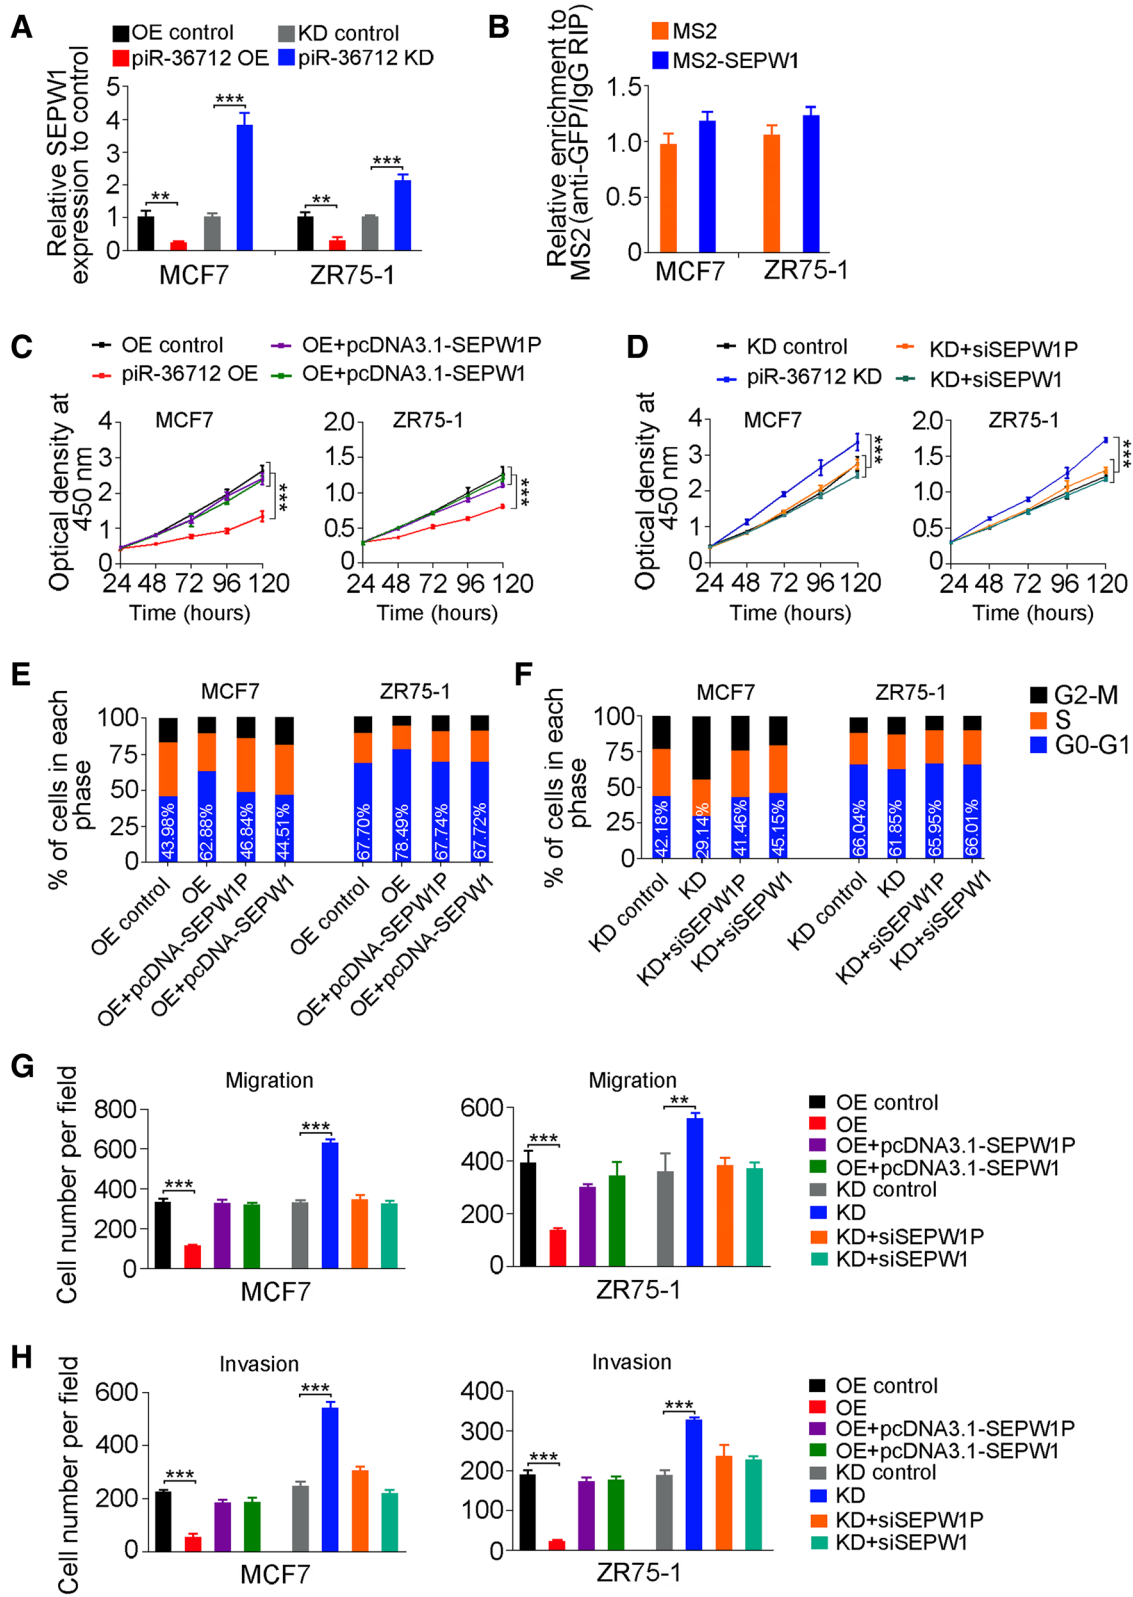 A
OE control
KD control
piR-36712 OE
piR-36712 KD
Relative SEPW1
expression to control
5
4
3
2
1
0
**
***
**
***
MCF7
ZR75-1
B
MS2
MS2-SEPW1
Relative enrichment to
MS2 (anti-GFP/IgG RIP)
1.5
1.0
0.5
0
MCF7
ZR75-1
C
OE control
OE+pcDNA3.1-SEPW1P
piR-36712 OE
OE+pcDNA3.1-SEPW1
Optical density at
450 nm
MCF7
4
3
2
1
0
***
24 48 72 96 120
Time (hours)
ZR75-1
2.0
1.5
1.0
0.5
0
***
24 48 72 96 120
Time (hours)
D
KD control
KD+siSEPW1P
piR-36712 KD
KD+siSEPW1
Optical density at
450 nm
MCF7
4
3
2
1
0
***
24 48 72 96 120
Time (hours)
ZR75-1
2.0
1.5
1.0
0.5
0
***
24 48 72 96 120
Time (hours)
E
% of cells in each
phase
MCF7
ZR75-1
100
75
50
25
0
43.98%
62.88%
46.84%
44.51%
67.70%
78.49%
67.74%
67.72%
OE control
OE
OE+pcDNA-SEPW1P
OE+pcDNA-SEPW1
OE control
OE
OE+pcDNA-SEPW1P
OE+pcDNA-SEPW1
F
% of cells in each
phase
MCF7
ZR75-1
100
75
50
25
0
42.18%
29.14%
41.46%
45.15%
66.04%
61.85%
65.95%
66.01%
KD control
KD
KD+siSEPW1P
KD+siSEPW1
KD control
KD
KD+siSEPW1P
KD+siSEPW1
G2-M
S
G0-G1
G
Cell number per field
Migration
800
600
400
200
0
***
***
MCF7
Migration
600
400
200
0
***
**
ZR75-1
OE control
OE
OE+pcDNA3.1-SEPW1P
OE+pcDNA3.1-SEPW1
KD control
KD
KD+siSEPW1P
KD+siSEPW1
H
Cell number per field
Invasion
600
400
200
0
***
***
MCF7
Invasion
400
300
200
100
0
***
***
ZR75-1
OE control
OE
OE+pcDNA3.1-SEPW1P
OE+pcDNA3.1-SEPW1
KD control
KD
KD+siSEPW1P
KD+siSEPW1